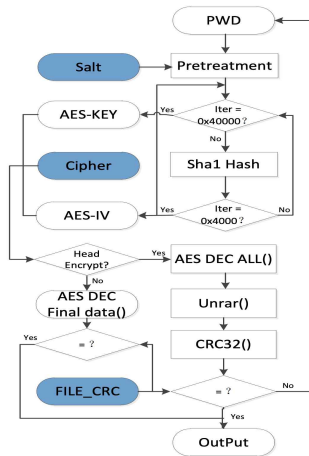 PWD
Salt
Pretreatment
AES-KEY
Yes
Iter =
0x40000?
No
Cipher
Sha1 Hash
AES-IV
Yes
Iter =
0x4000?
No
Head
Encrypt?
Yes
AES DEC ALL()
No
AES DEC
Final data()
Unrar()
Yes
= ?
CRC32()
FILE_CRC
= ?
No
Yes
OutPut